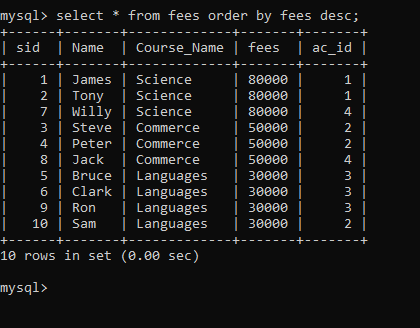 mysql> select * from fees order by fees desc;
+------+-------+-------------+-------+-------+
| sid  | Name  | Course_Name | fees  | ac_id |
+------+-------+-------------+-------+-------+
|    1 | James | Science     | 80000 |     1 |
|    2 | Tony  | Science     | 80000 |     1 |
|    7 | Willy | Science     | 80000 |     4 |
|    3 | Steve | Commerce    | 50000 |     2 |
|    4 | Peter | Commerce    | 50000 |     2 |
|    8 | Jack  | Commerce    | 50000 |     4 |
|    5 | Bruce | Languages   | 30000 |     3 |
|    6 | Clark | Languages   | 30000 |     3 |
|    9 | Ron   | Languages   | 30000 |     3 |
|   10 | Sam   | Languages   | 30000 |     2 |
+------+-------+-------------+-------+-------+
10 rows in set (0.00 sec)
mysql>